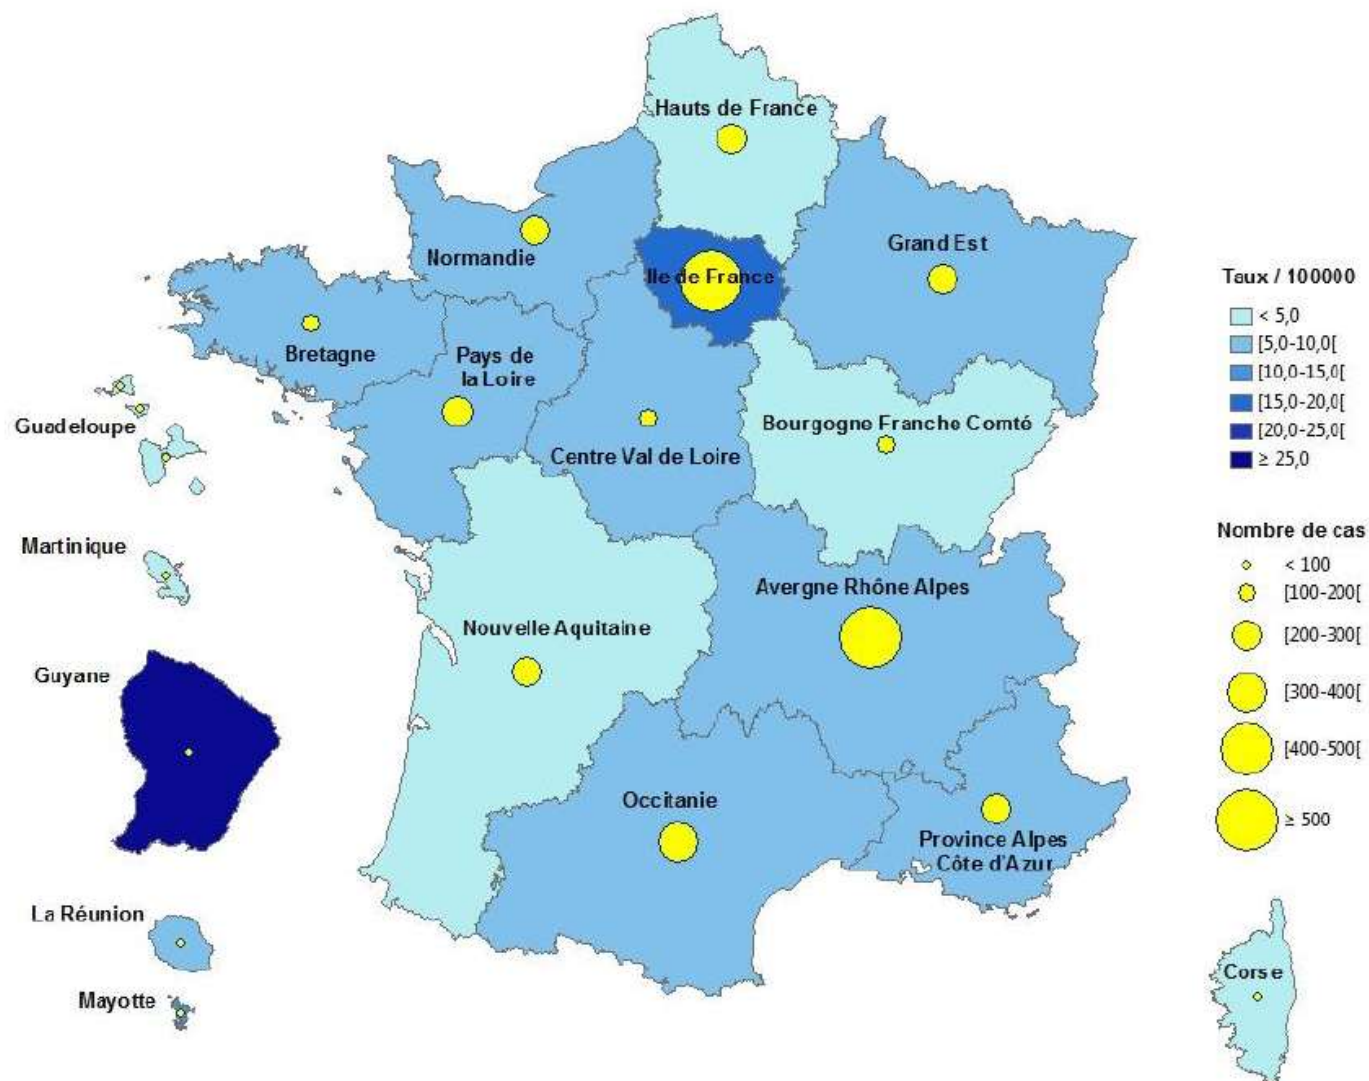 Hauts de France
Normandie
Ile de France
Grand Est
Bretagne
Pays de
la Loire
Guadeloupe
Centre Val de Loire
Bourgogne Franche Comté
Martinique
Avergne Rhône Alpes
Nouvelle Aquitaine
Guyane
Occitanie
Province Alpes
Côte d'Azur
La Réunion
Mayotte
Corse
Taux / 100000
< 5,0
[5,0-10,0[
[10,0-15,0[
[15,0-20,0[
[20,0-25,0[
≥ 25,0
Nombre de cas
< 100
[100-200[
[200-300[
[300-400[
[400-500[
≥ 500